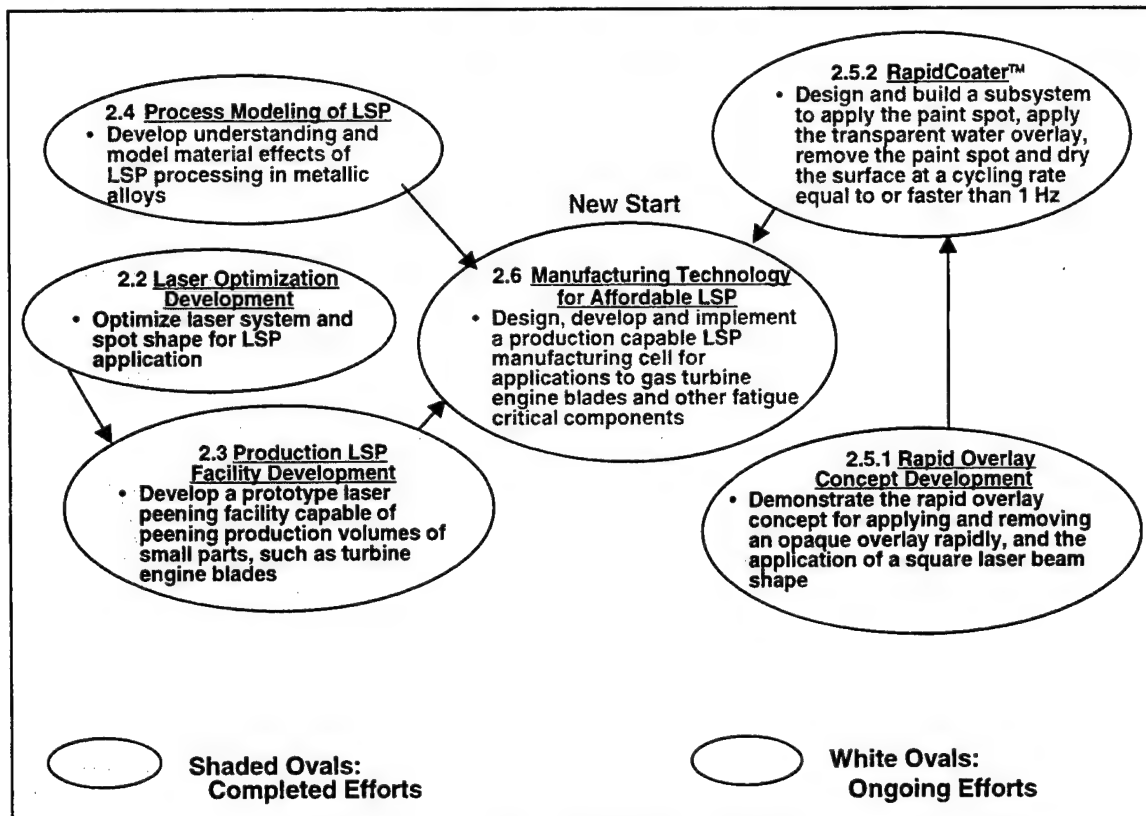 2.4 Process Modeling of LSP
• Develop understanding and
model material effects of
LSP processing in metallic
alloys
2.5.2 RapidCoater™
• Design and build a subsystem
to apply the paint spot, apply
the transparent water overlay,
remove the paint spot and dry
the surface at a cycling rate
equal to or faster than 1 Hz
New Start
2.2 Laser Optimization
Development
• Optimize laser system and
spot shape for LSP
application
2.6 Manufacturing Technology
for Affordable LSP
• Design, develop and implement
a production capable LSP
manufacturing cell for
applications to gas turbine
engine blades and other fatigue
critical components
2.3 Production LSP
Facility Development
• Develop a prototype laser
peening facility capable of
peening production volumes of
small parts, such as turbine
engine blades
2.5.1 Rapid Overlay
Concept Development
• Demonstrate the rapid overlay
concept for applying and removing
an opaque overlay rapidly, and the
application of a square laser beam
shape
Shaded Ovals:
Completed Efforts
White Ovals:
Ongoing Efforts